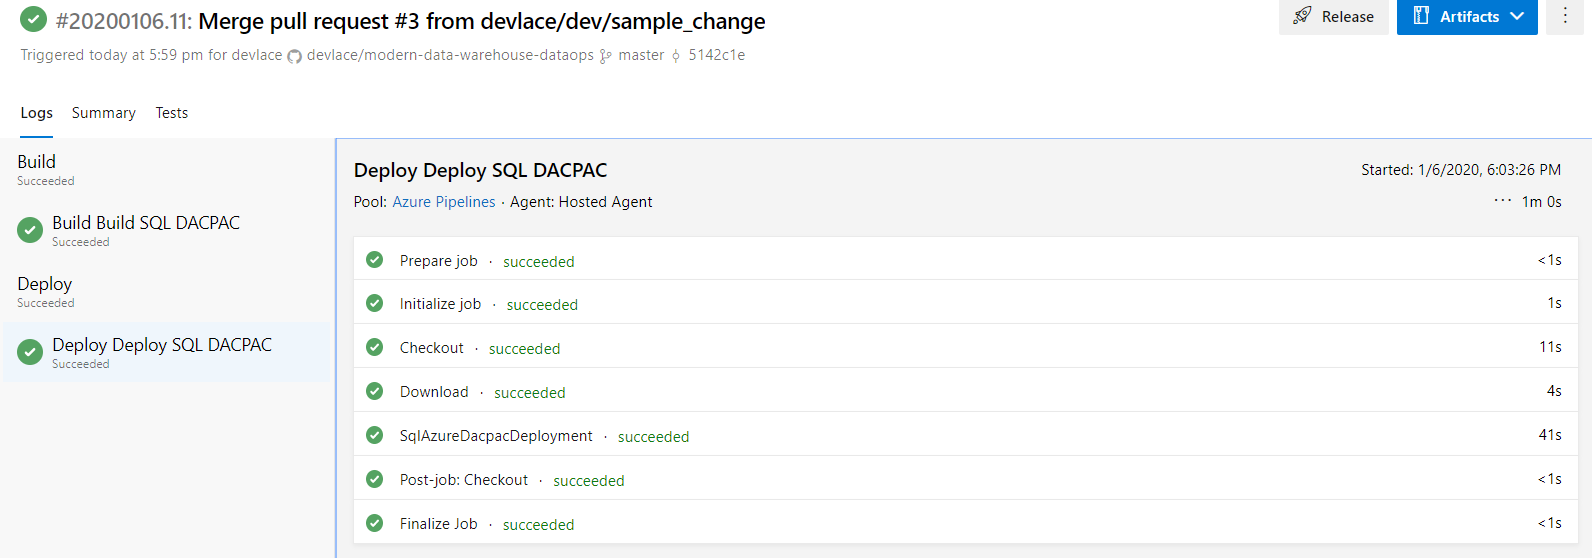 #20200106.11: Merge pull request #3 from devlace/dev/sample_change
Release
Artifacts
Triggered today at 5:59 pm for devlace devlace/modern-data-warehouse-dataops master 5142c1e
Logs Summary Tests
Build
Succeeded
Build Build SQL DACPAC
Succeeded
Deploy
Succeeded
Deploy Deploy SQL DACPAC
Succeeded
Deploy Deploy SQL DACPAC
Started: 1/6/2020, 6:03:26 PM
Pool: Azure Pipelines · Agent: Hosted Agent
··· 1m 0s
Prepare job · succeeded <1s
Initialize job · succeeded 1s
Checkout · succeeded 11s
Download · succeeded 4s
SqlAzureDacpacDeployment · succeeded 41s
Post-job: Checkout · succeeded <1s
Finalize Job · succeeded <1s